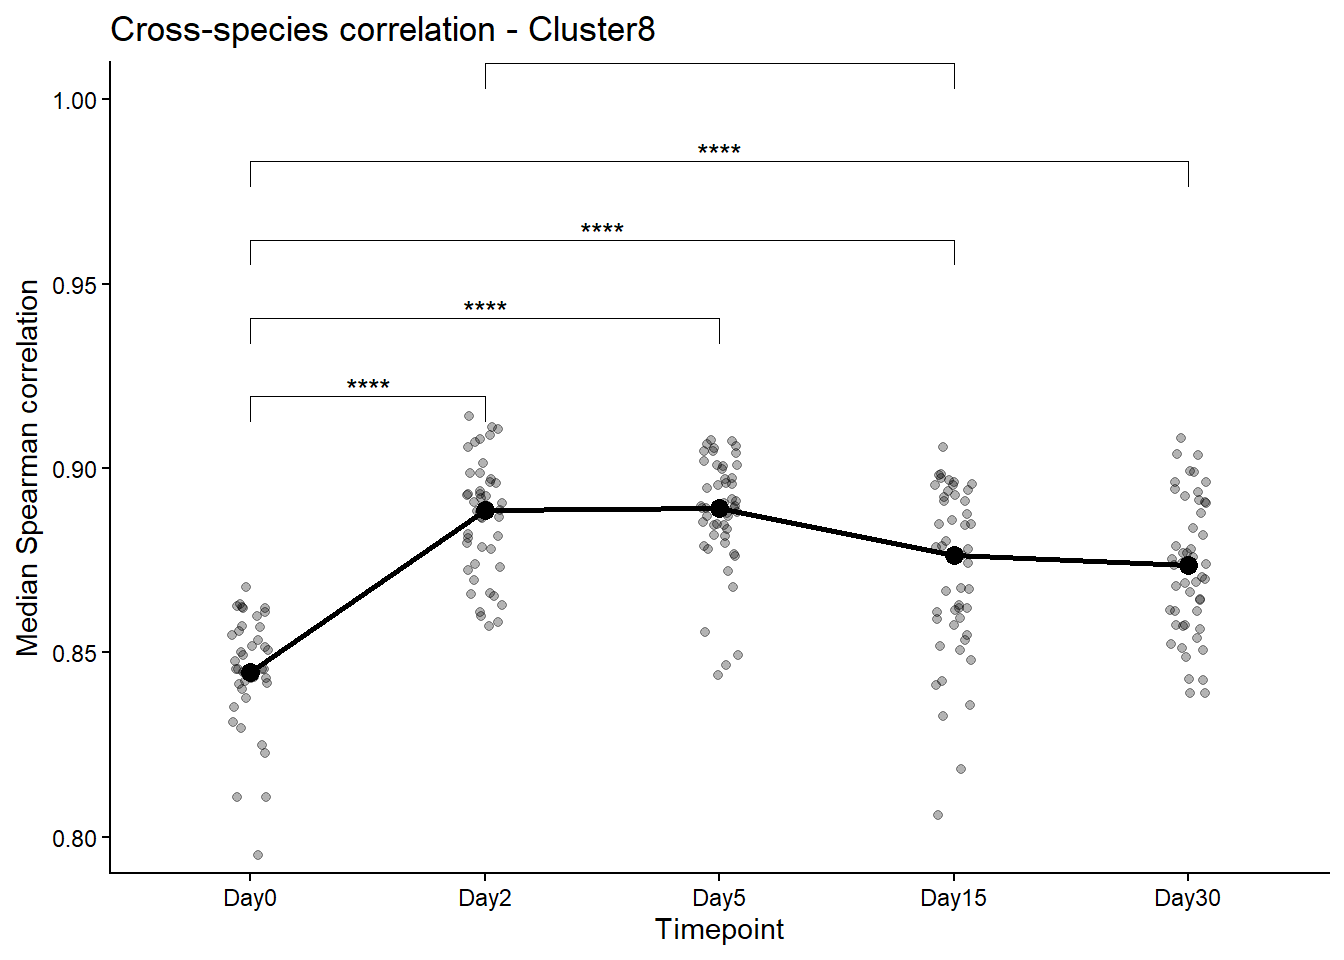 Cross-species correlation - Cluster8
1.00
****
****
0.95
****
****
0.90
0.85
0.80
Median Spearman correlation
Day0 Day2 Day5 Day15 Day30
Timepoint